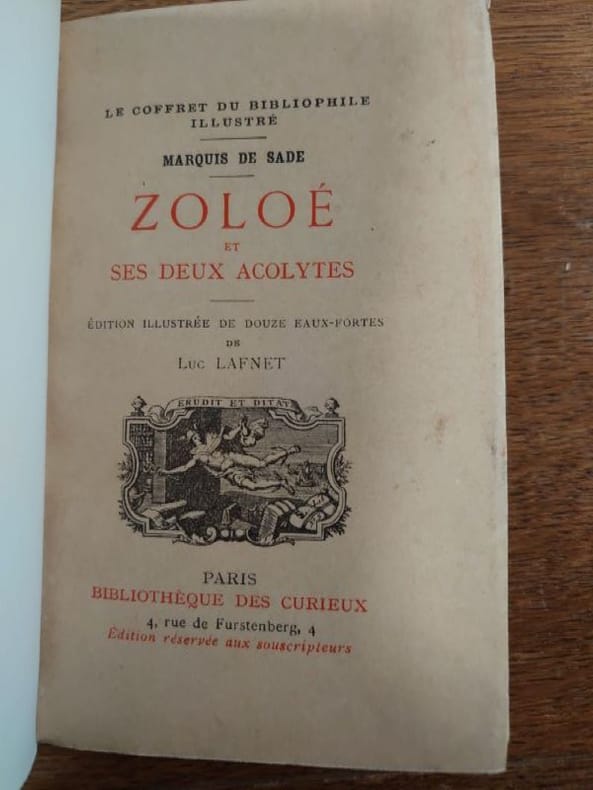 LE COFFRET DU BIBLIOPHILE
ILLUSTRÉ
MARQUIS DE SADE
ZOLOÉ
ET
SES DEUX ACOLYTES
ÉDITION ILLUSTRÉE DE DOUZE EAUX-FORTES
DE
LUC LAFNET
ERUDIT ET DITAT
PARIS
BIBLIOTHÈQUE DES CURIEUX
4, rue de Furstenberg, 4
Édition réservée aux souscripteurs